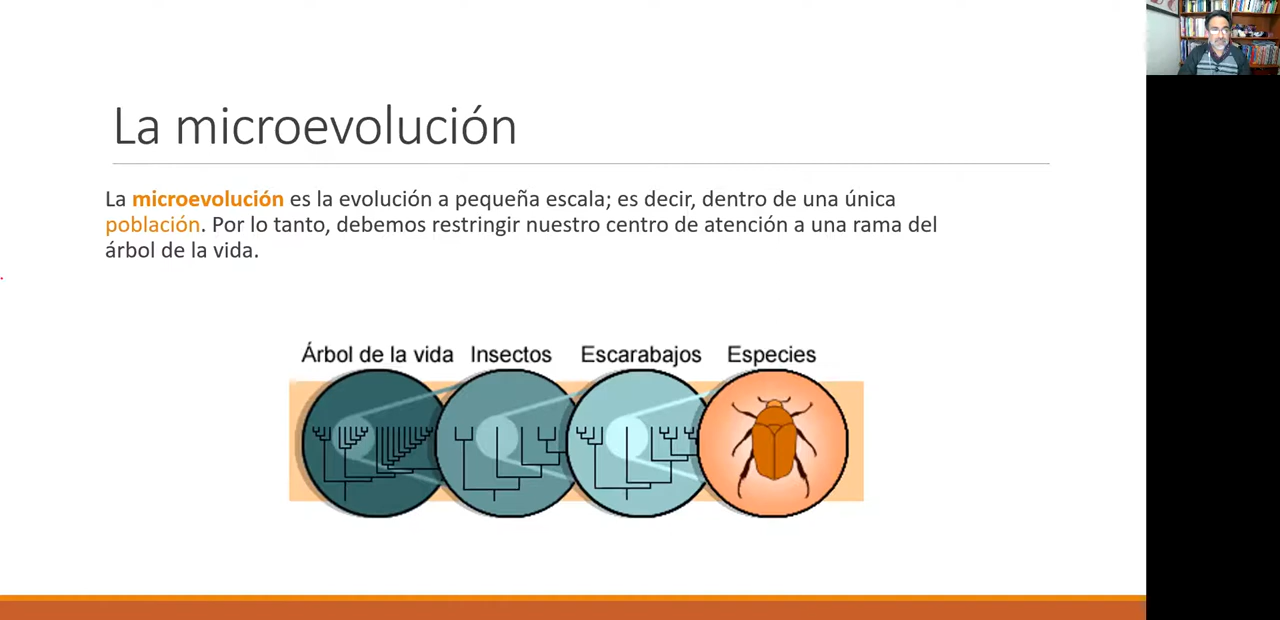 La microevolución
La microevolución es la evolución a pequeña escala; es decir, dentro de una única
población. Por lo tanto, debemos restringir nuestro centro de atención a una rama del
árbol de la vida.
Árbol de la vida Insectos Escarabajos Especies